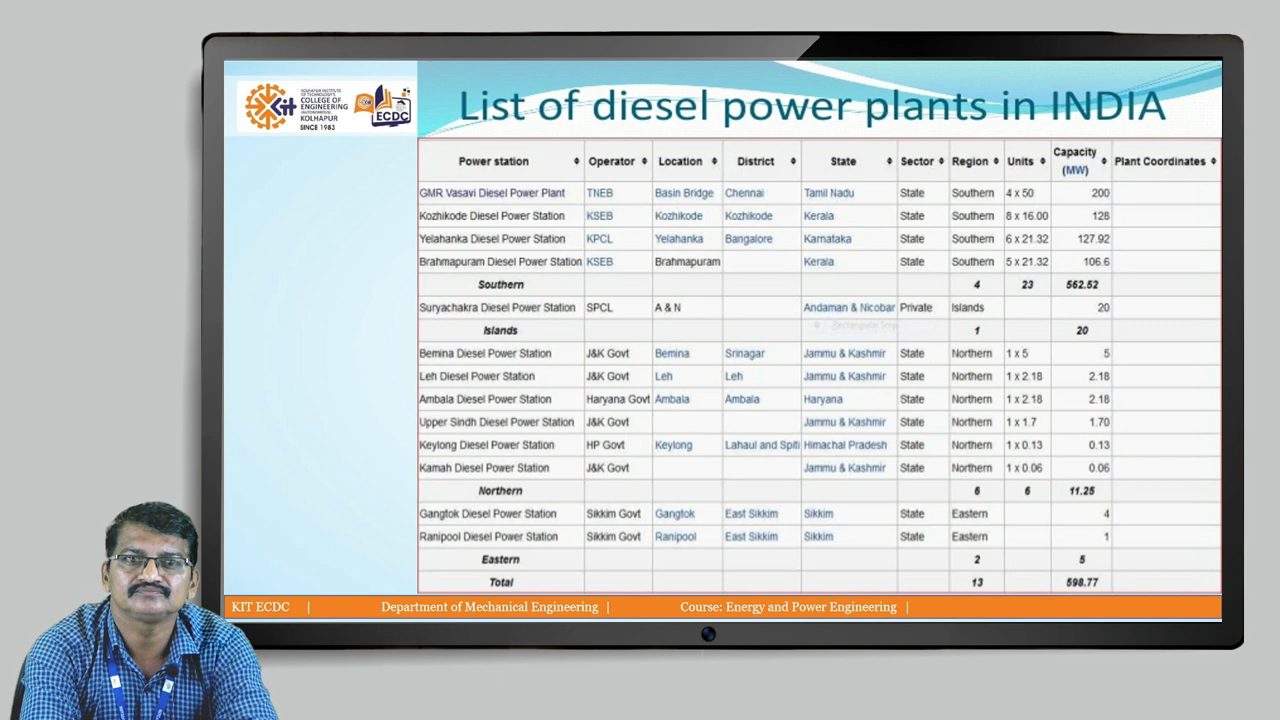 KOLHAPUR INSTITUTE
OF TECHNOLOGY'S
COLLEGE OF
ENGINEERING
(AUTONOMOUS)
KOLHAPUR
SINCE 1983
ECDC
List of diesel power plants in INDIA
Power station Operator Location District State Sector Region Units Capacity (MW) Plant Coordinates
GMR Vasavi Diesel Power Plant TNEB Basin Bridge Chennai Tamil Nadu State Southern 4 x 50 200
Kozhikode Diesel Power Station KSEB Kozhikode Kozhikode Kerala State Southern 8 x 16.00 128
Yelahanka Diesel Power Station KPCL Yelahanka Bangalore Karnataka State Southern 6 x 21.32 127.92
Brahmapuram Diesel Power Station KSEB Brahmapuram Kerala State Southern 5 x 21.32 106.6
Southern 4 23 562.52
Suryachakra Diesel Power Station SPCL A & N Andaman & Nicobar Private Islands 20
Islands 1 20
Bemina Diesel Power Station J&K Govt Bemina Srinagar Jammu & Kashmir State Northern 1 x 5 5
Leh Diesel Power Station J&K Govt Leh Leh Jammu & Kashmir State Northern 1 x 2.18 2.18
Ambala Diesel Power Station Haryana Govt Ambala Ambala Haryana State Northern 1 x 2.18 2.18
Upper Sindh Diesel Power Station J&K Govt Jammu & Kashmir State Northern 1 x 1.7 1.70
Keylong Diesel Power Station HP Govt Keylong Lahaul and Spiti Himachal Pradesh State Northern 1 x 0.13 0.13
Kamah Diesel Power Station J&K Govt Jammu & Kashmir State Northern 1 x 0.06 0.06
Northern 6 6 11.25
Gangtok Diesel Power Station Sikkim Govt Gangtok East Sikkim Sikkim State Eastern 4
Ranipool Diesel Power Station Sikkim Govt Ranipool East Sikkim Sikkim State Eastern 1
Eastern 2 5
Total 13 598.77
KIT ECDC | Department of Mechanical Engineering | Course: Energy and Power Engineering |